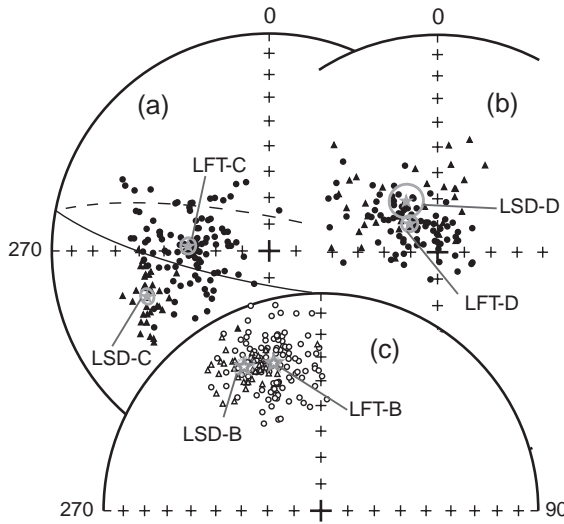 0
0
(a)
(b)
LFT-C
LSD-D
270
LFT-D
LSD-C
(c)
LFT-B
LSD-B
270
90